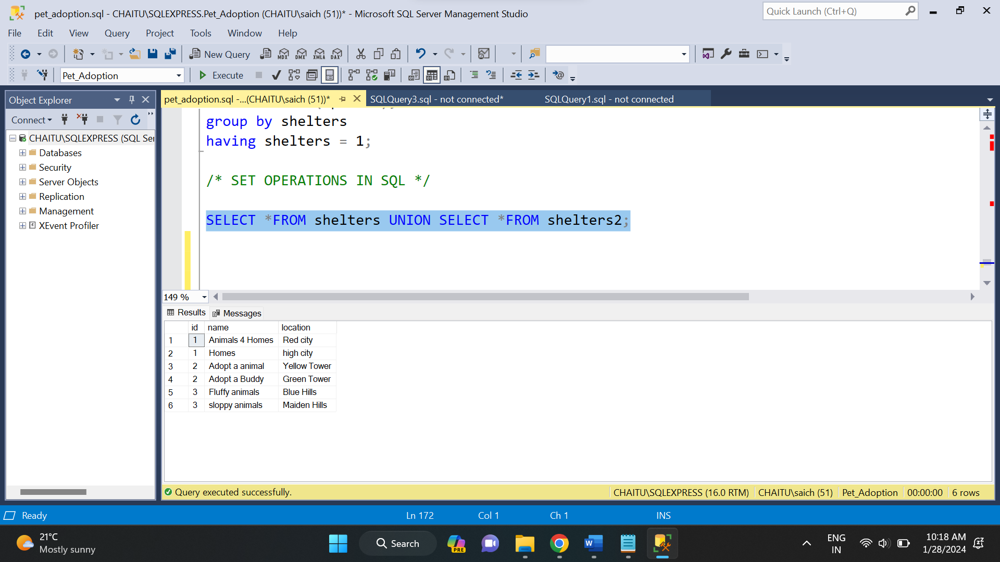 pet_adoption.sql - CHAITU\SQLEXPRESS.Pet_Adoption (CHAITU\saich (51))* - Microsoft SQL Server Management Studio
Quick Launch (Ctrl+Q)
File Edit View Query Project Tools Window Help
New Query
MDX DMX XMLA DAX
Pet_Adoption
Execute
Object Explorer
Connect
CHAITU\SQLEXPRESS (SQL Ser
Databases
Security
Server Objects
Replication
Management
XEvent Profiler
pet_adoption.sql -...(CHAITU\saich (51))*
SQLQuery3.sql - not connected*
SQLQuery1.sql - not connected
group by shelters
having shelters = 1;
/* SET OPERATIONS IN SQL */
SELECT *FROM shelters UNION SELECT *FROM shelters2;
149 %
Results Messages
id name location
1 1 Animals 4 Homes Red city
2 1 Homes high city
3 2 Adopt a animal Yellow Tower
4 2 Adopt a Buddy Green Tower
5 3 Fluffy animals Blue Hills
6 3 sloppy animals Maiden Hills
Query executed successfully.
CHAITU\SQLEXPRESS (16.0 RTM) CHAITU\saich (51) Pet_Adoption 00:00:00 6 rows
Ready
Ln 172 Col 1 Ch 1 INS
21°C
Mostly sunny
Search
PRE
W
ENG
IN
10:18 AM
1/28/2024